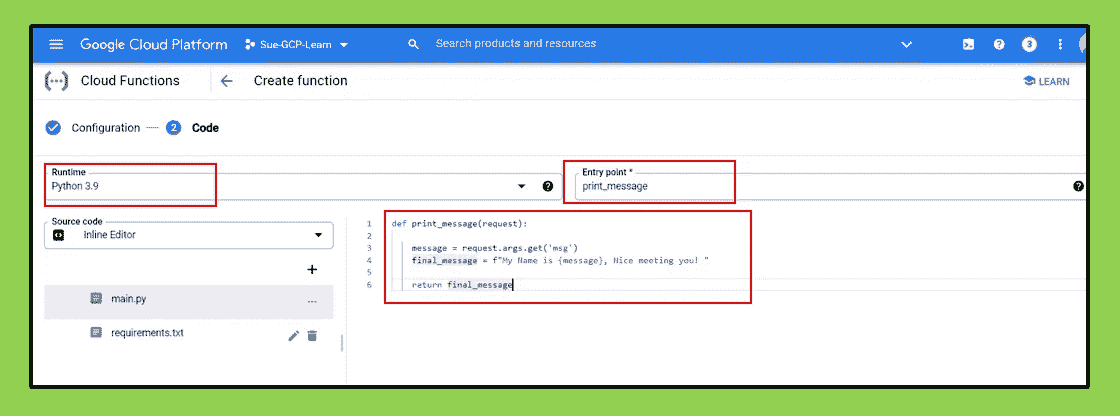 Google Cloud Platform Sue-GCP-Learn Search products and resources 3
Cloud Functions Create function LEARN
Configuration 2 Code
Runtime
Python 3.9
Entry point *
print_message
Source code
Inline Editor
main.py
requirements.txt
1 def print_message(request):
2
3 message = request.args.get('msg')
4 final_message = f"My Name is {message}, Nice meeting you! "
5
6 return final_message